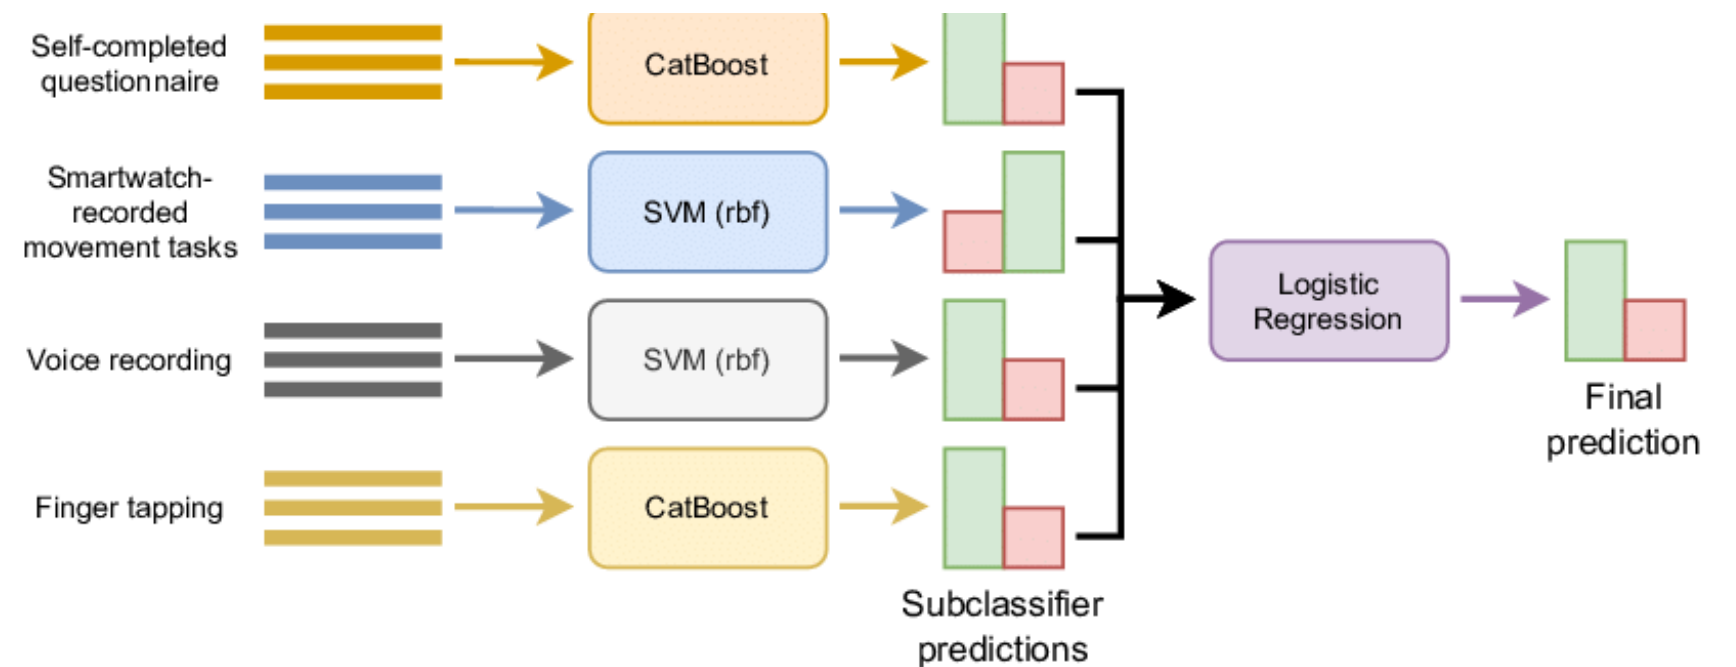 Self-completed
questionnaire
CatBoost
Smartwatch-
recorded
movement tasks
SVM (rbf)
Voice recording
SVM (rbf)
Finger tapping
CatBoost
Subclassifier
predictions
Logistic
Regression
Final
prediction